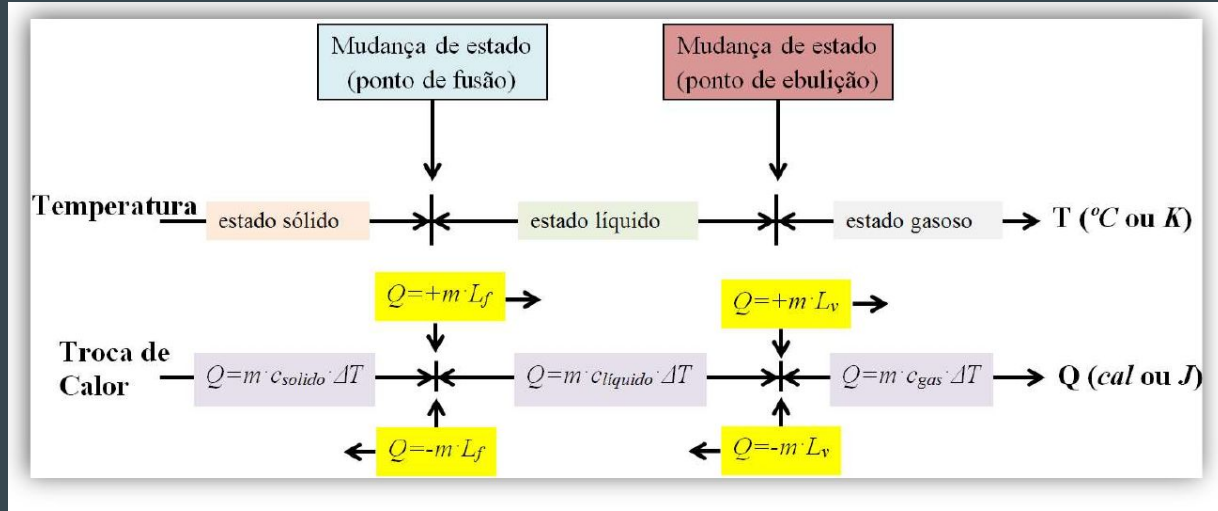 Mudança de estado
(ponto de fusão)
Mudança de estado
(ponto de ebulição)
Temperatura
estado sólido
estado líquido
estado gasoso
T (ºC ou K)
Q=+m·Lf
Q=+m·Lv
Troca de
Calor
Q=m·csolido·ΔT
Q=m·clíquido·ΔT
Q=m·cgas·ΔT
Q (cal ou J)
Q=-m·Lf
Q=-m·Lv